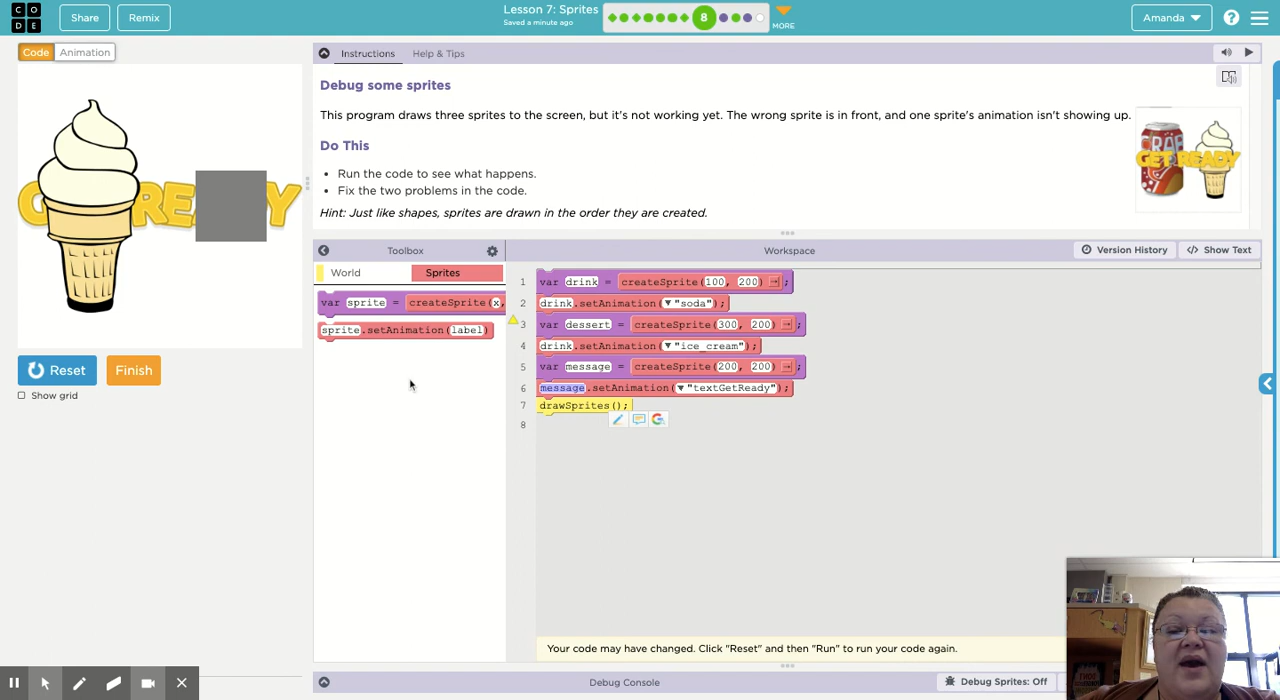 CO
DE
Share
Remix
Lesson 7: Sprites
Saved a minute ago
8
MORE
Amanda
?
Code
Animation
Instructions
Help & Tips
Debug some sprites
This program draws three sprites to the screen, but it's not working yet. The wrong sprite is in front, and one sprite's animation isn't showing up.
Do This
Run the code to see what happens.
Fix the two problems in the code.
Hint: Just like shapes, sprites are drawn in the order they are created.
GET READY
Toolbox
Workspace
Version History
</> Show Text
World
Sprites
var sprite = createSprite(x,
sprite.setAnimation(label)
1 var drink = createSprite(100, 200);
2 drink.setAnimation("soda");
3 var dessert = createSprite(300, 200);
4 drink.setAnimation("ice_cream");
5 var message = createSprite(200, 200);
6 message.setAnimation("textGetReady");
7 drawSprites();
8
Reset
Finish
Show grid
Your code may have changed. Click "Reset" and then "Run" to run your code again.
Debug Console
Debug Sprites: Off